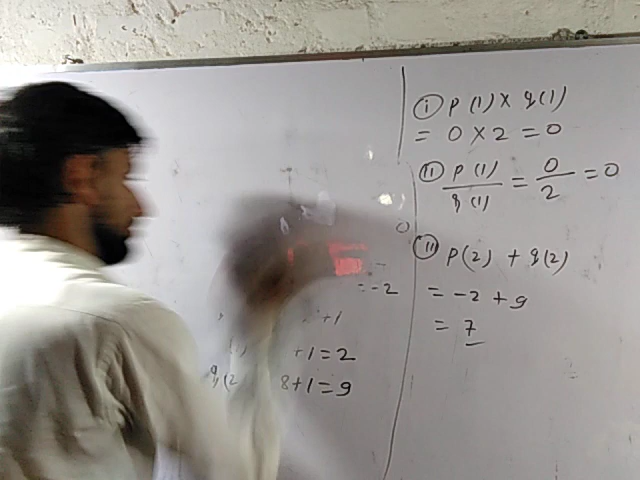 0
= -2
+1
+1 = 2
8+1 = 9
(i) P(1) × q(1)
= 0 × 2 = 0
(ii) P(1) / q(1) = 0/2 = 0
(iii) P(2) + q(2)
= -2 + 9
= 7